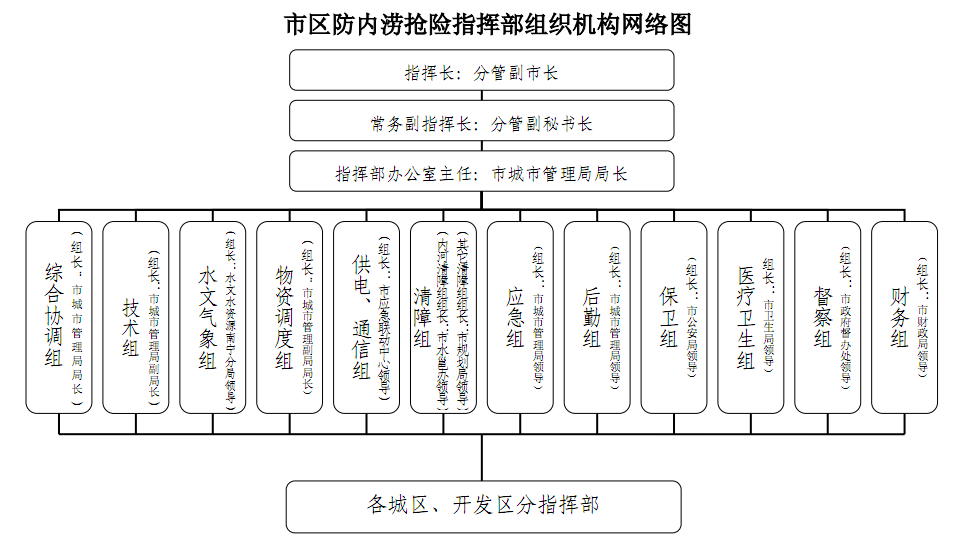 市区防内涝抢险指挥部组织机构网络图
指挥长：分管副市长
常务副指挥长：分管副秘书长
指挥部办公室主任：市城市管理局局长
综合协调组
（组长：市城市管理局局长）
技术组
（组长：市城市管理局副局长）
水文气象组
（组长：水文水资源南宁分局领导）
物资调度组
（组长：市城市管理局副局长）
供电、通信组
（组长：市应急联动中心领导）
清障组
（内河清障组组长：市水邕办领导）
（其它清障组组长：市规划局领导）
应急组
（组长：市城市管理局领导）
后勤组
（组长：市城市管理局领导）
保卫组
（组长：市公安局领导）
医疗卫生组
（组长：市卫生局领导）
督察组
（组长：市政府督办处领导）
财务组
（组长：市财政局领导）
各城区、开发区分指挥部